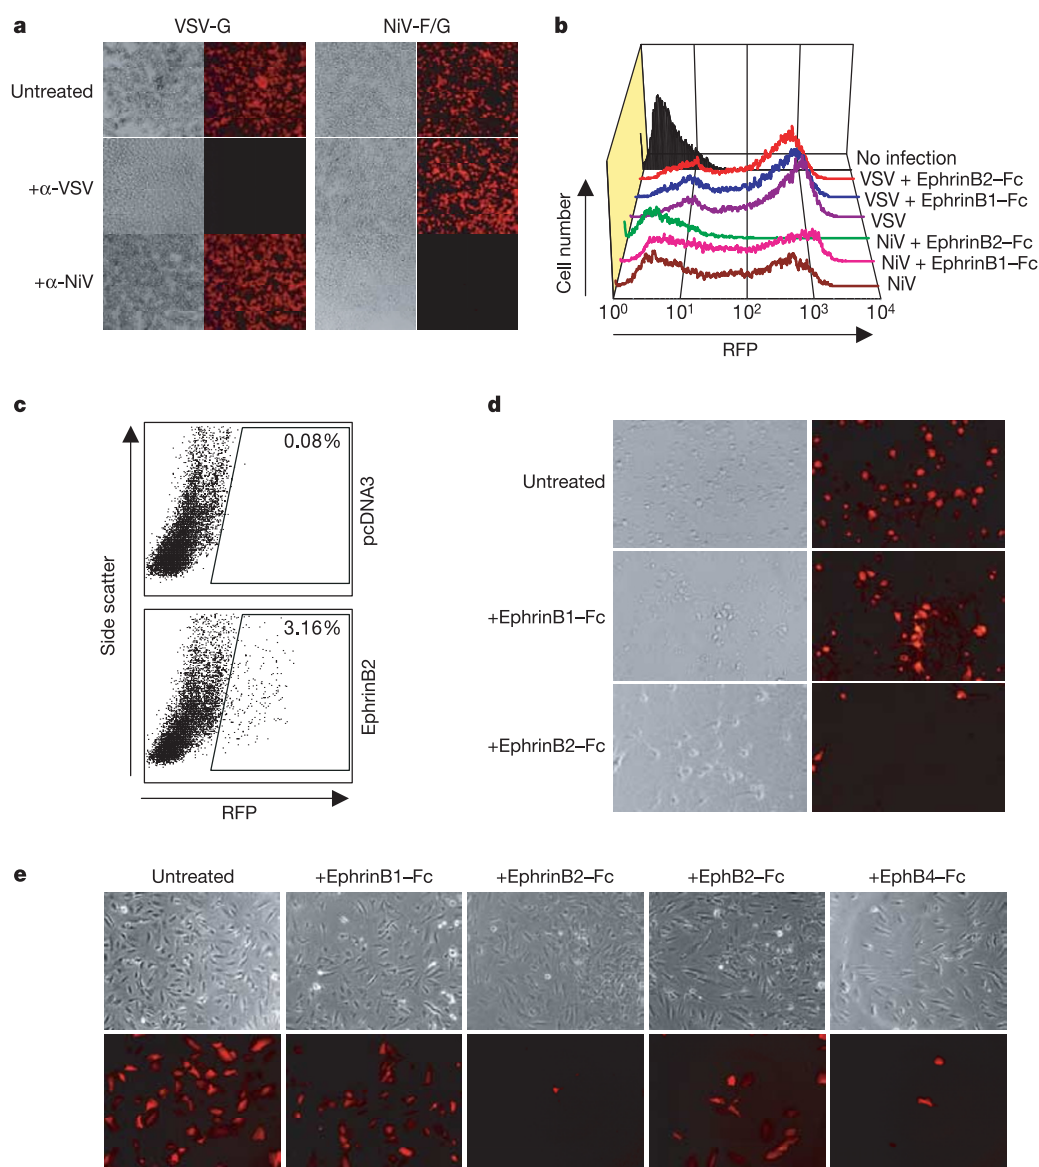 a
VSV-G
NiV-F/G
Untreated
+α-VSV
+α-NiV
b
No infection
VSV + EphrinB2–Fc
VSV + EphrinB1–Fc
VSV
NiV + EphrinB2–Fc
NiV + EphrinB1–Fc
NiV
Cell number
10⁰ 10¹ 10² 10³ 10⁴
RFP
c
0.08%
pcDNA3
3.16%
EphrinB2
Side scatter
RFP
d
Untreated
+EphrinB1–Fc
+EphrinB2–Fc
e
Untreated
+EphrinB1–Fc
+EphrinB2–Fc
+EphB2–Fc
+EphB4–Fc